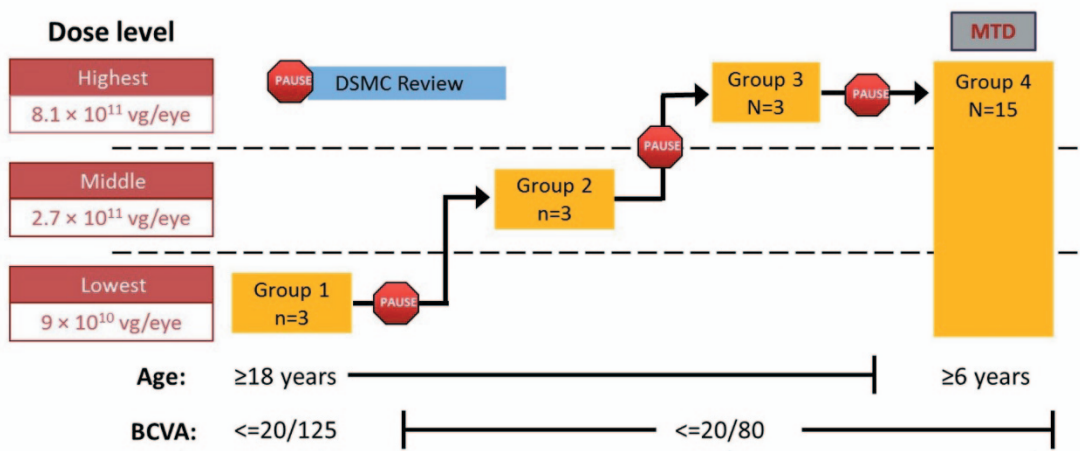 Dose level
MTD
Highest
8.1 × 10¹¹ vg/eye
PAUSE
DSMC Review
Group 3
N=3
PAUSE
Group 4
N=15
PAUSE
Middle
2.7 × 10¹¹ vg/eye
Group 2
n=3
Lowest
9 × 10¹⁰ vg/eye
Group 1
n=3
PAUSE
Age: ≥18 years ≥6 years
BCVA: <=20/125 <=20/80